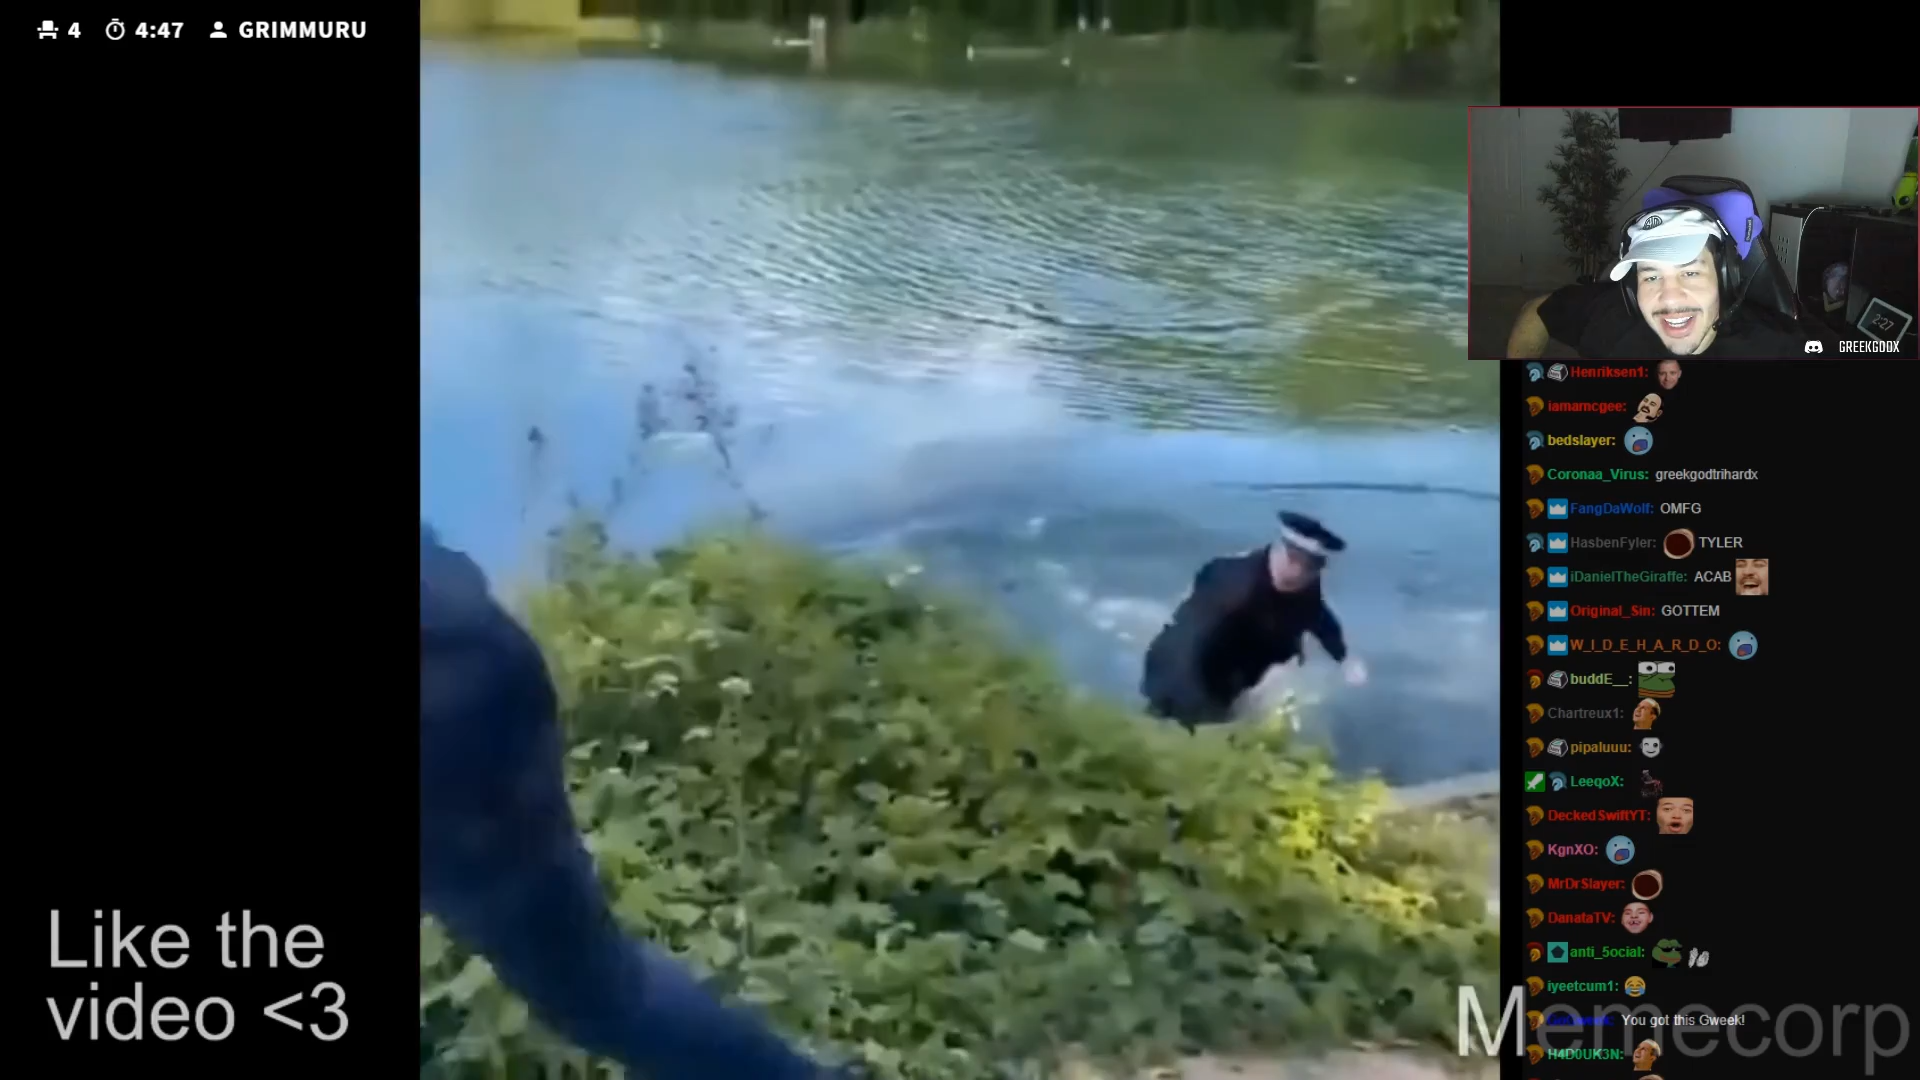 4 4:47 GRIMMURU
2:27
GREEKGODX
Henriksen1:
iamamcgee:
bedslayer:
Coronaa_Virus: greekgodtrihardx
FangDaWolf: OMFG
HasbenFyler: TYLER
iDanielTheGiraffe: ACAB
Original_Sin: GOTTEM
W_I_D_E_H_A_R_D_O:
buddE__:
Chartreux1:
pipaluuu:
LeeqoX:
DeckedSwiftYT:
KgnXO:
MrDrSlayer:
DanataTV:
anti_5ocial:
iyeetcum1:
You got this Gweek!
H4D0UK3N:
Like the
video <3
Memecorp